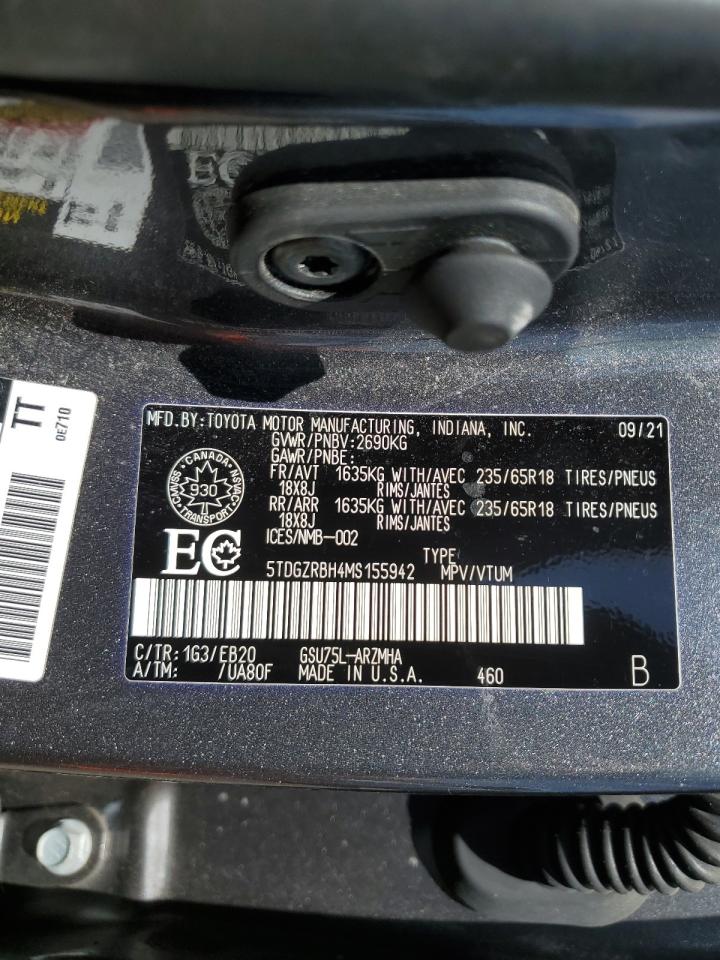 TT
0E710
MFD.BY:TOYOTA MOTOR MANUFACTURING, INDIANA, INC. 09/21
GVWR/PNBV:2690KG
GAWR/PNBE:
FR/AVT 1635KG WITH/AVEC 235/65R18 TIRES/PNEUS
18X8J RIMS/JANTES
RR/ARR 1635KG WITH/AVEC 235/65R18 TIRES/PNEUS
18X8J RIMS/JANTES
ICES/NMB-002
CANADA
CMVSS 930 NSVAC
TRANSPORT
EC
TYPE
5TDGZRBH4MS155942 MPV/VTUM
C/TR:1G3/EB20 GSU75L-ARZMHA
A/TM: /UA80F MADE IN U.S.A. 460 B